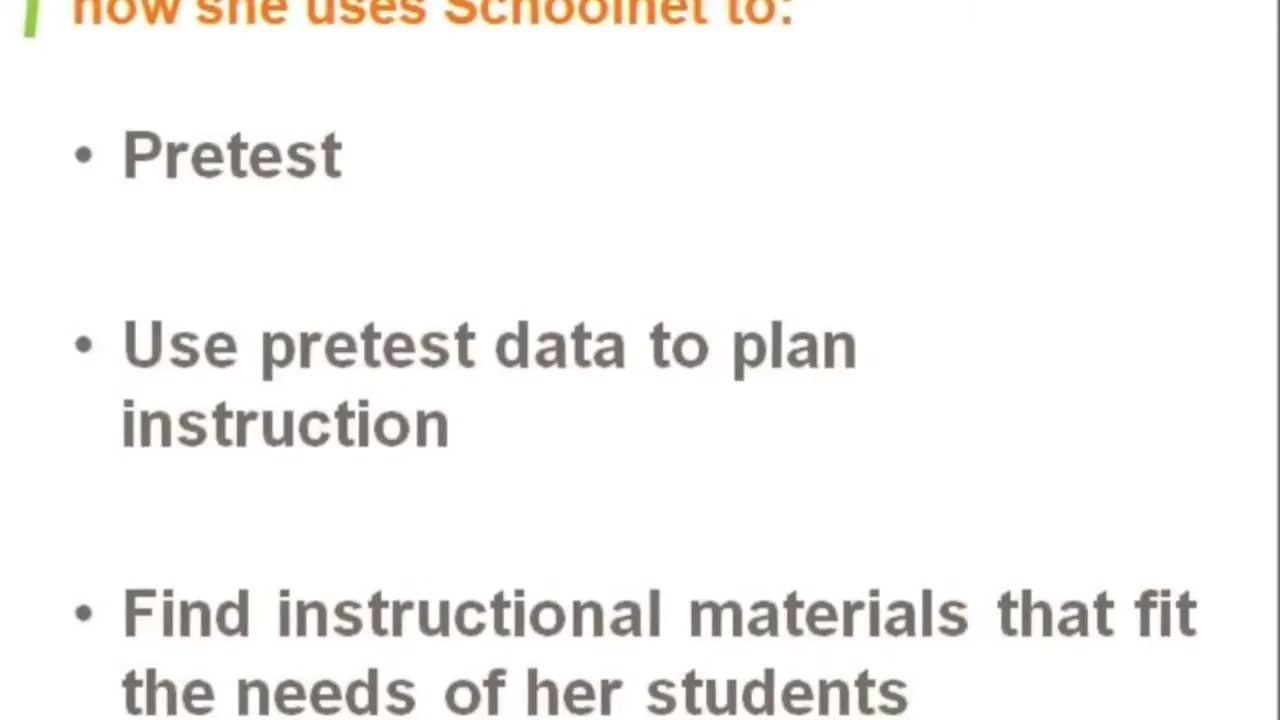 how she uses Schoolnet to:
• Pretest
• Use pretest data to plan
instruction
• Find instructional materials that fit
the needs of her students